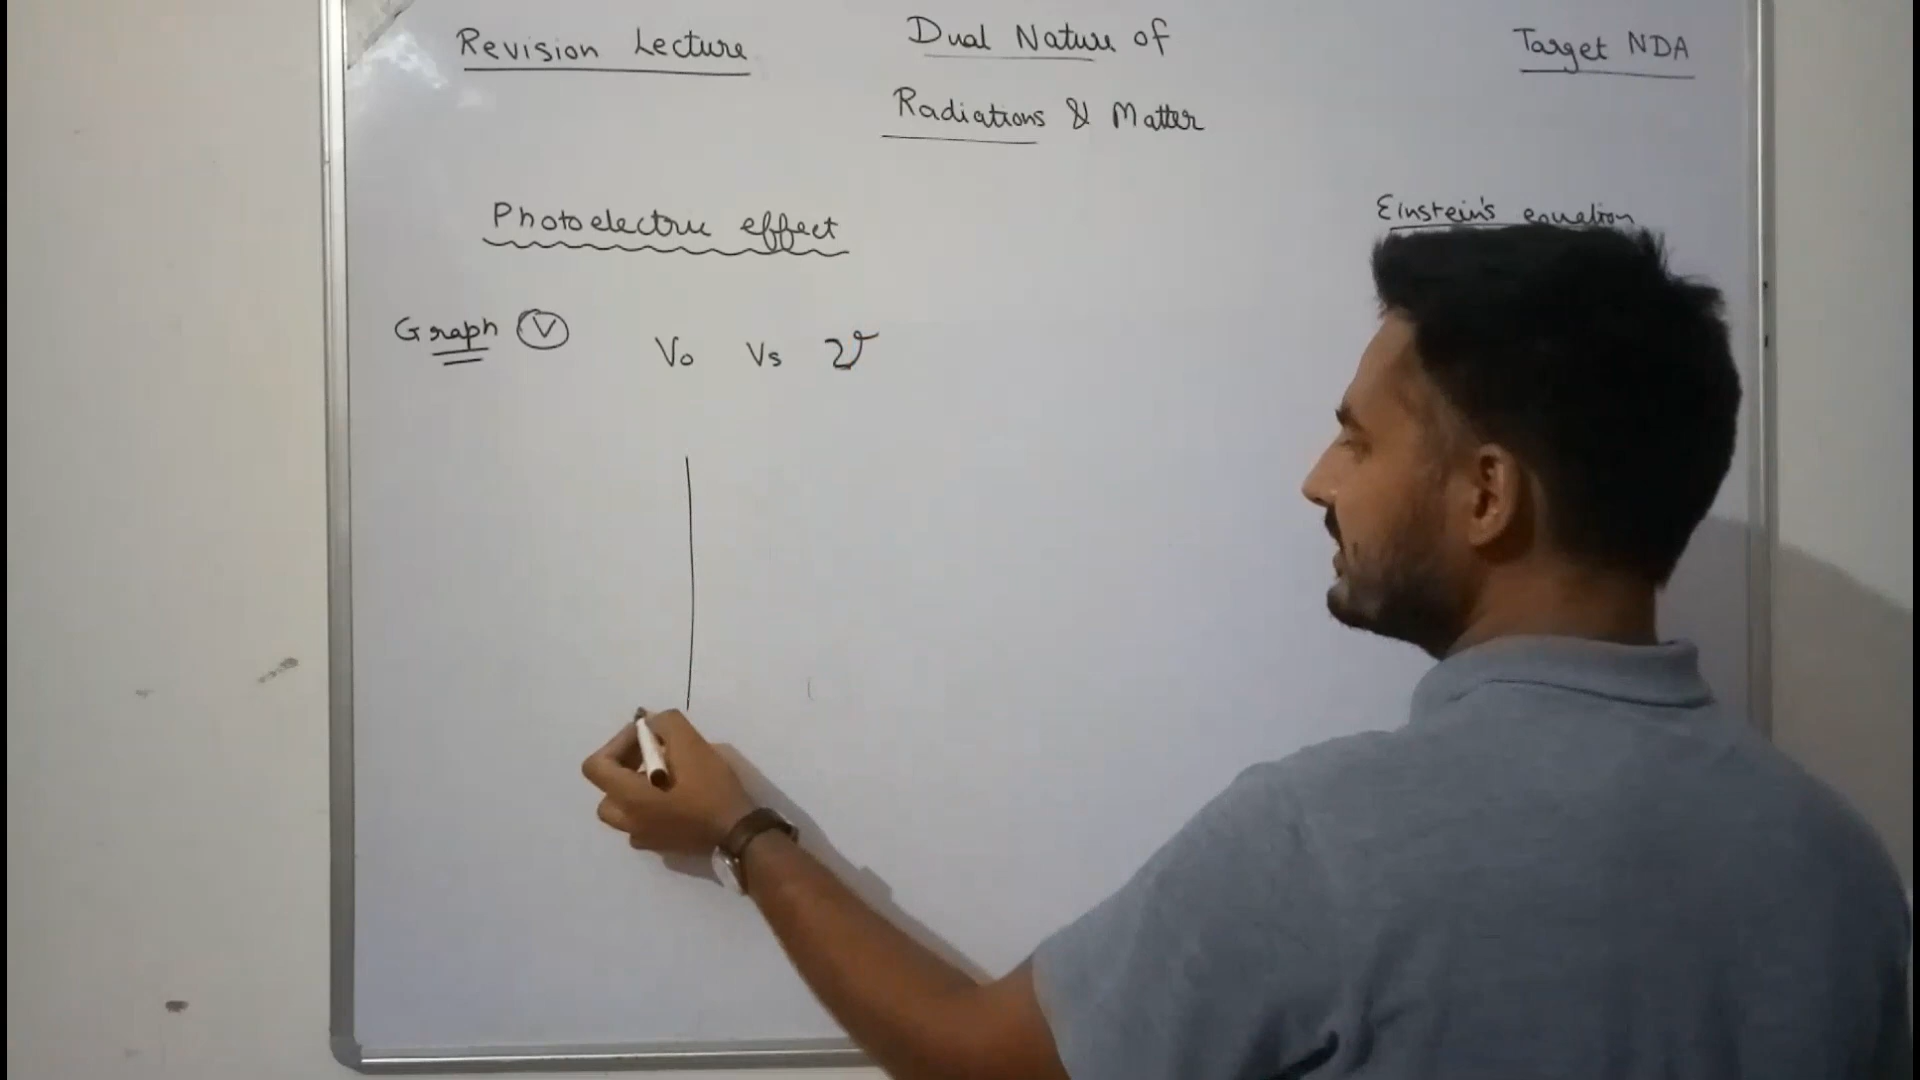 Revision Lecture
Dual Nature of
Radiations & Matter
Target NDA
Photoelectric effect
Einstein's equation
Graph V
V₀ Vs ν